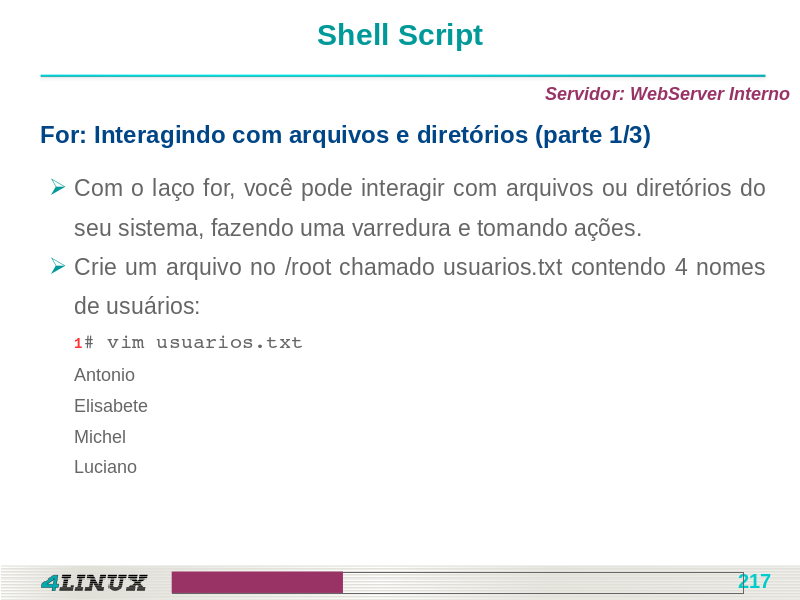 Shell Script
Servidor: WebServer Interno
For: Interagindo com arquivos e diretórios (parte 1/3)
Com o laço for, você pode interagir com arquivos ou diretórios do
seu sistema, fazendo uma varredura e tomando ações.
Crie um arquivo no /root chamado usuarios.txt contendo 4 nomes
de usuários:
1# vim usuarios.txt
Antonio
Elisabete
Michel
Luciano
4LINUX
217